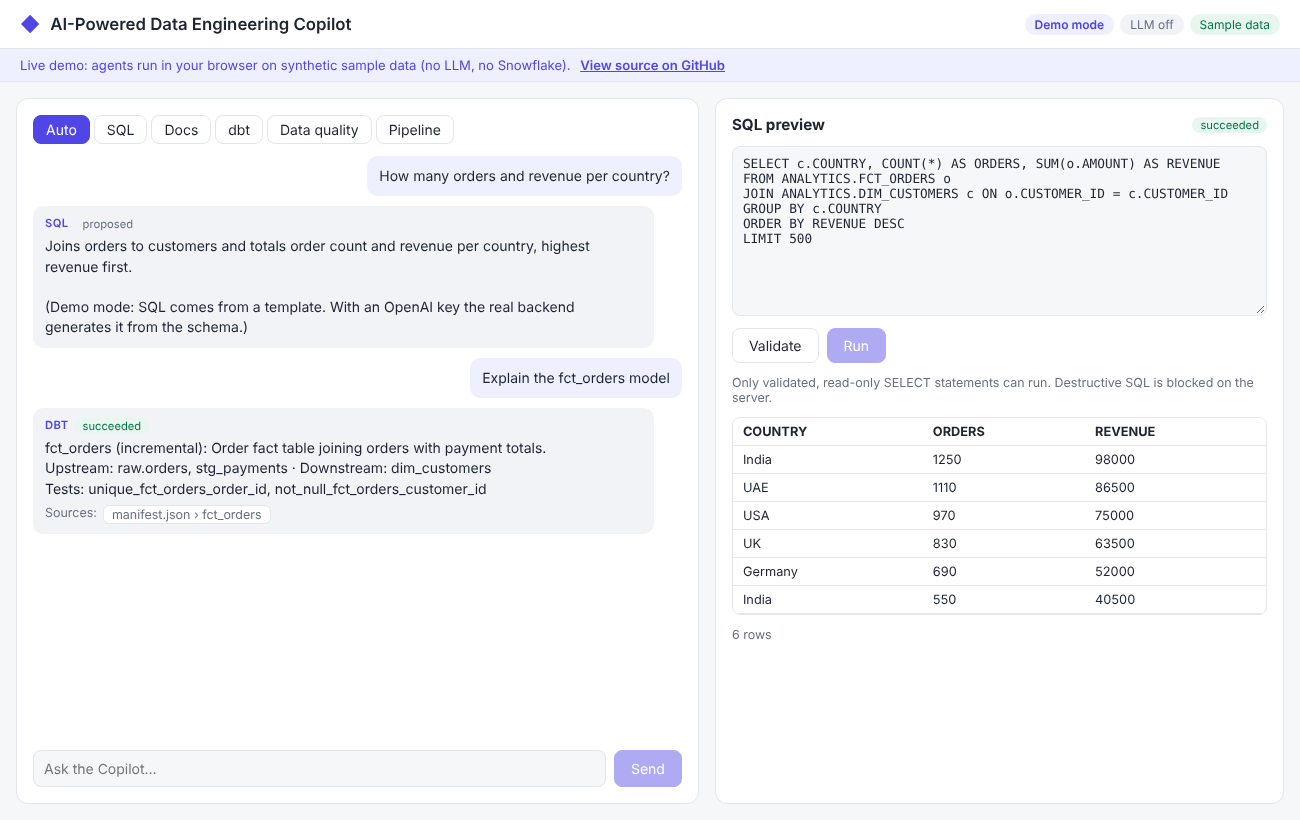 AI-Powered Data Engineering Copilot
Demo mode
LLM off
Sample data
Live demo: agents run in your browser on synthetic sample data (no LLM, no Snowflake). View source on GitHub
Auto
SQL
Docs
dbt
Data quality
Pipeline
How many orders and revenue per country?
SQL proposed
Joins orders to customers and totals order count and revenue per country, highest
revenue first.
(Demo mode: SQL comes from a template. With an OpenAI key the real backend
generates it from the schema.)
Explain the fct_orders model
DBT succeeded
fct_orders (incremental): Order fact table joining orders with payment totals.
Upstream: raw.orders, stg_payments · Downstream: dim_customers
Tests: unique_fct_orders_order_id, not_null_fct_orders_customer_id
Sources: manifest.json › fct_orders
Ask the Copilot...
Send
SQL preview
succeeded
SELECT c.COUNTRY, COUNT(*) AS ORDERS, SUM(o.AMOUNT) AS REVENUE
FROM ANALYTICS.FCT_ORDERS o
JOIN ANALYTICS.DIM_CUSTOMERS c ON o.CUSTOMER_ID = c.CUSTOMER_ID
GROUP BY c.COUNTRY
ORDER BY REVENUE DESC
LIMIT 500
Validate
Run
Only validated, read-only SELECT statements can run. Destructive SQL is blocked on the
server.
COUNTRY ORDERS REVENUE
India 1250 98000
UAE 1110 86500
USA 970 75000
UK 830 63500
Germany 690 52000
India 550 40500
6 rows